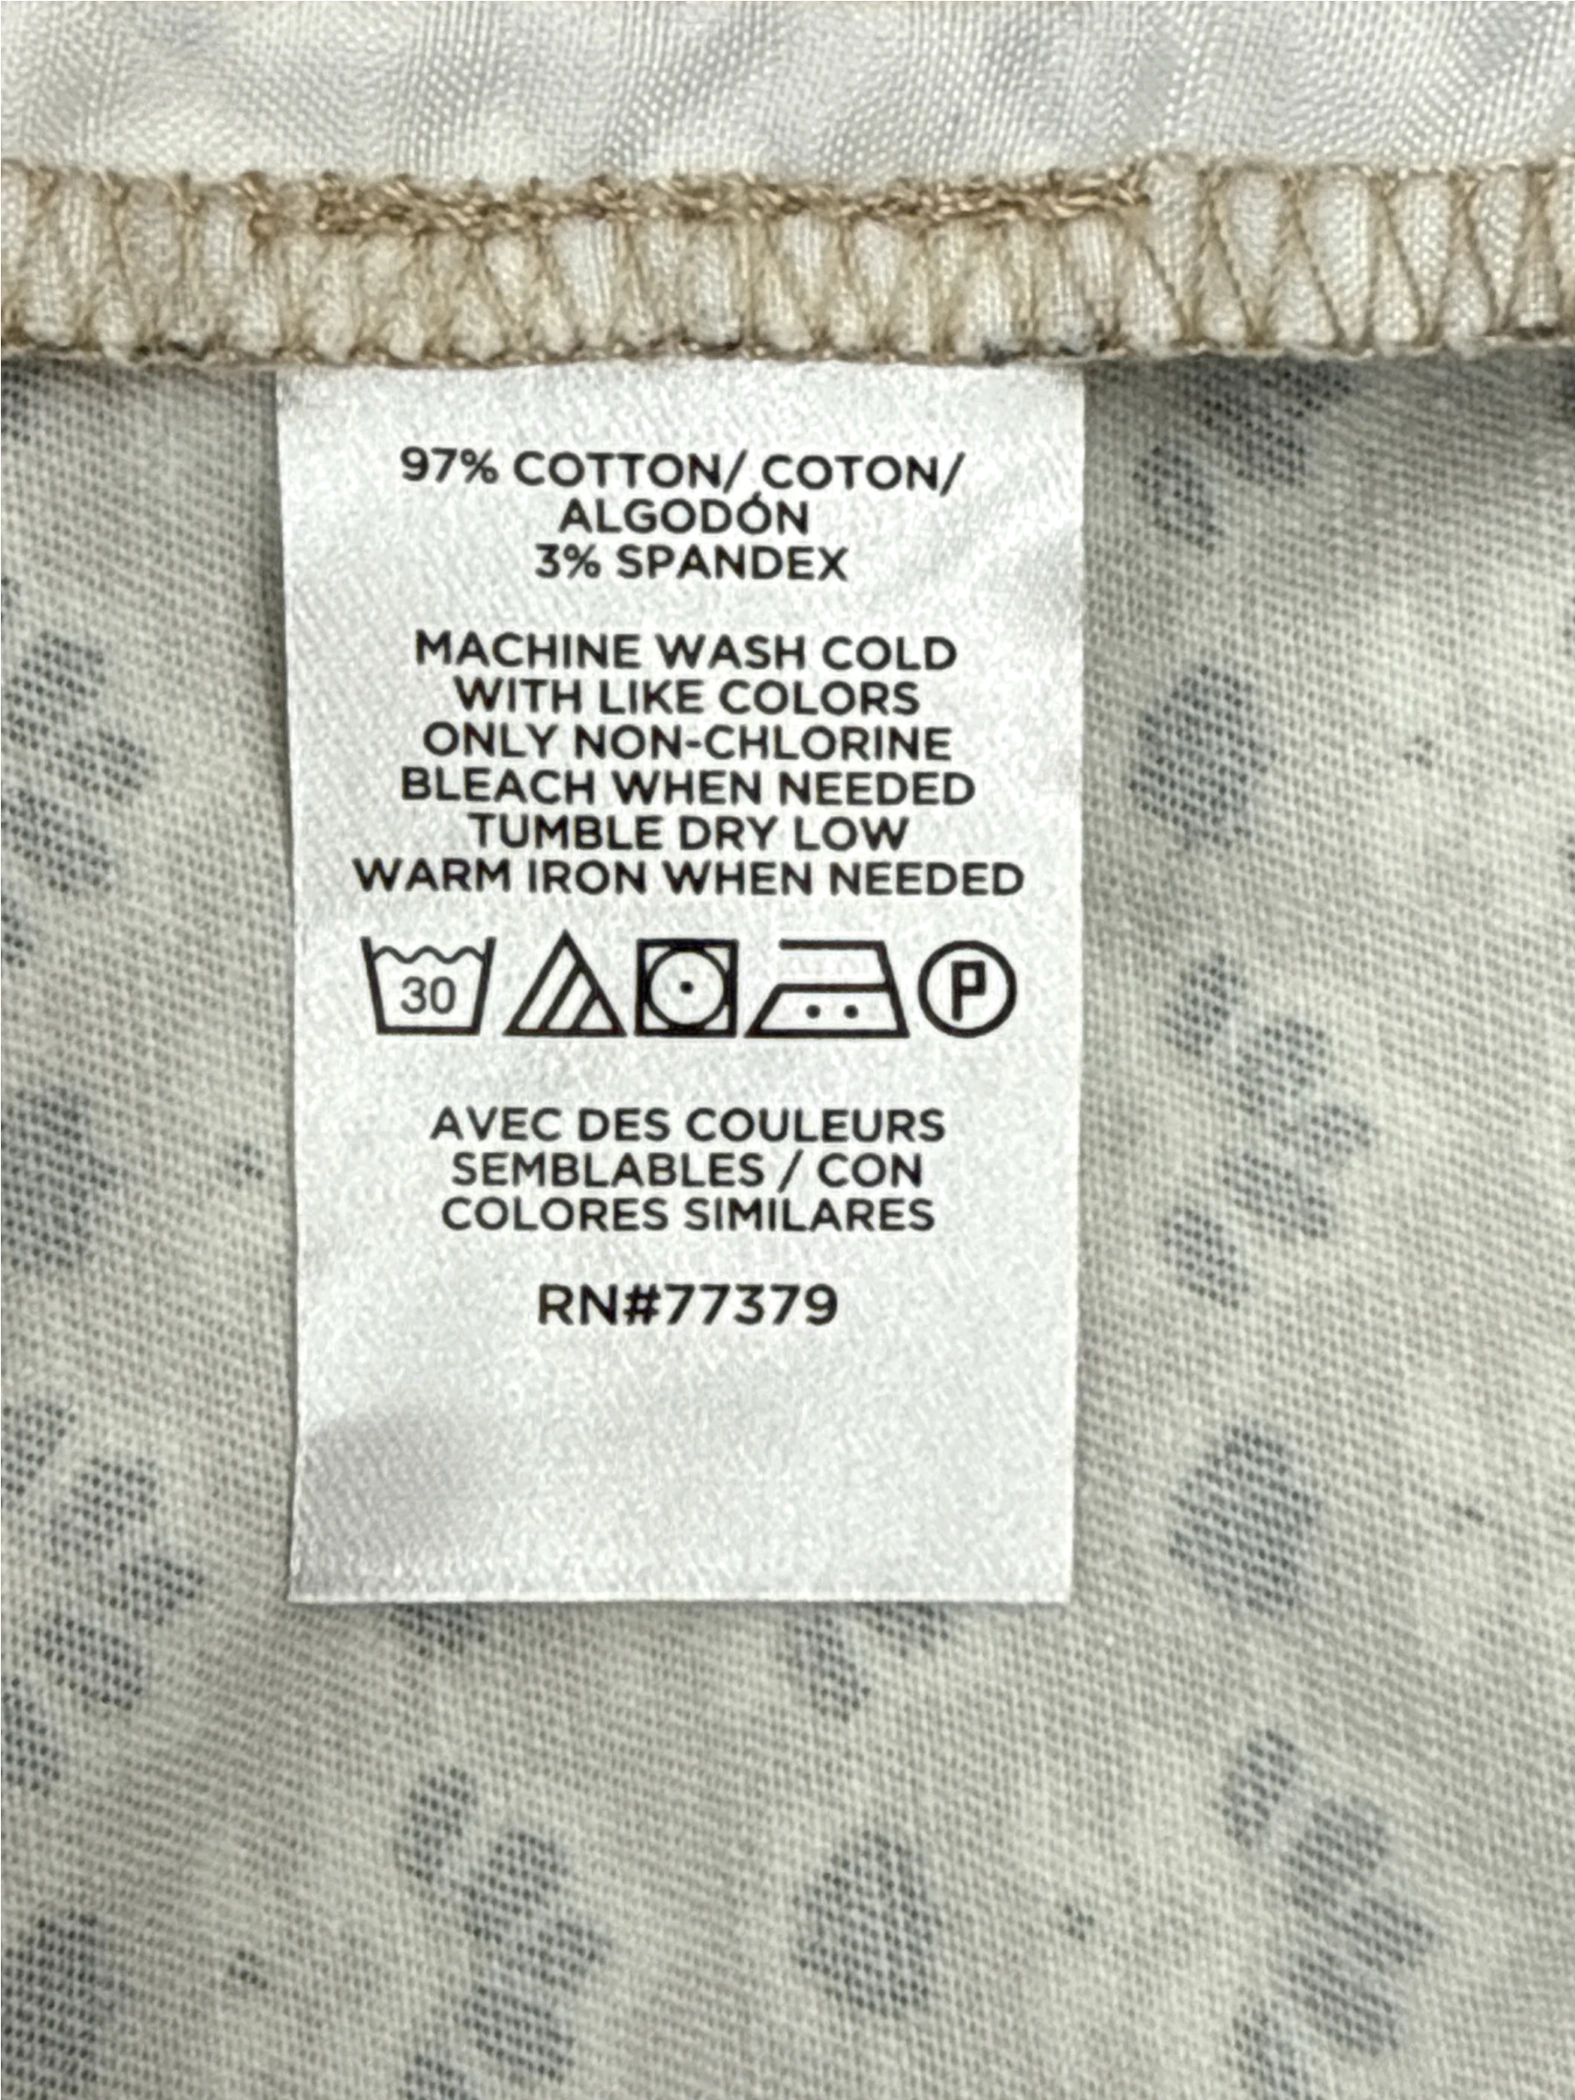 97% COTTON/ COTON/
ALGODÓN
3% SPANDEX
MACHINE WASH COLD
WITH LIKE COLORS
ONLY NON-CHLORINE
BLEACH WHEN NEEDED
TUMBLE DRY LOW
WARM IRON WHEN NEEDED
30 P
AVEC DES COULEURS
SEMBLABLES / CON
COLORES SIMILARES
RN#77379